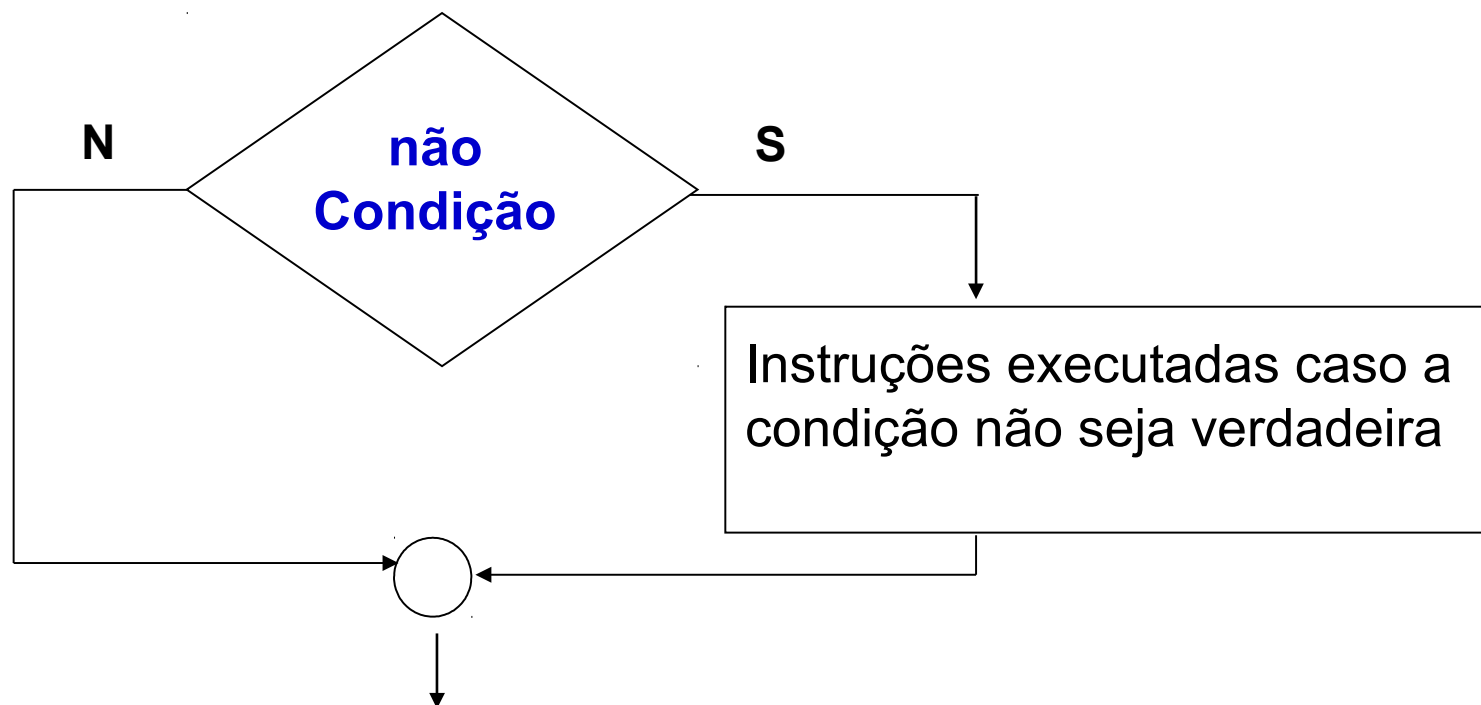 N
não
Condição
S
Instruções executadas caso a
condição não seja verdadeira